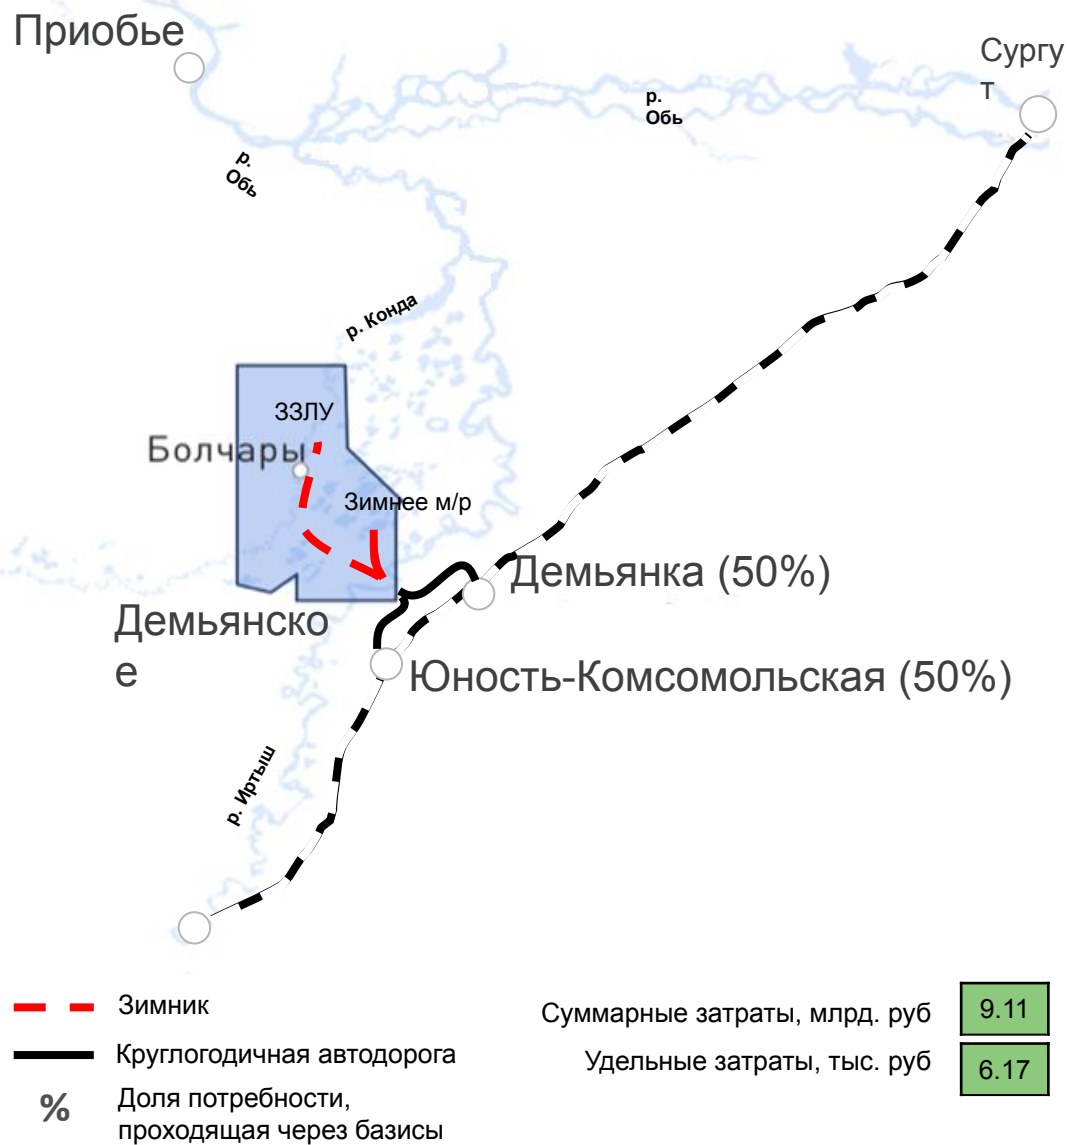 Приобье
Сургу
т
р.
Обь
р.
Обь
р. Конда
ЗЗЛУ
Болчары
Зимнее м/р
Демьянка (50%)
Демьянско
е
Юность-Комсомольская (50%)
р. Иртыш
Зимник
Суммарные затраты, млрд. руб
9.11
Круглогодичная автодорога
Удельные затраты, тыс. руб
6.17
%
Доля потребности,
проходящая через базисы